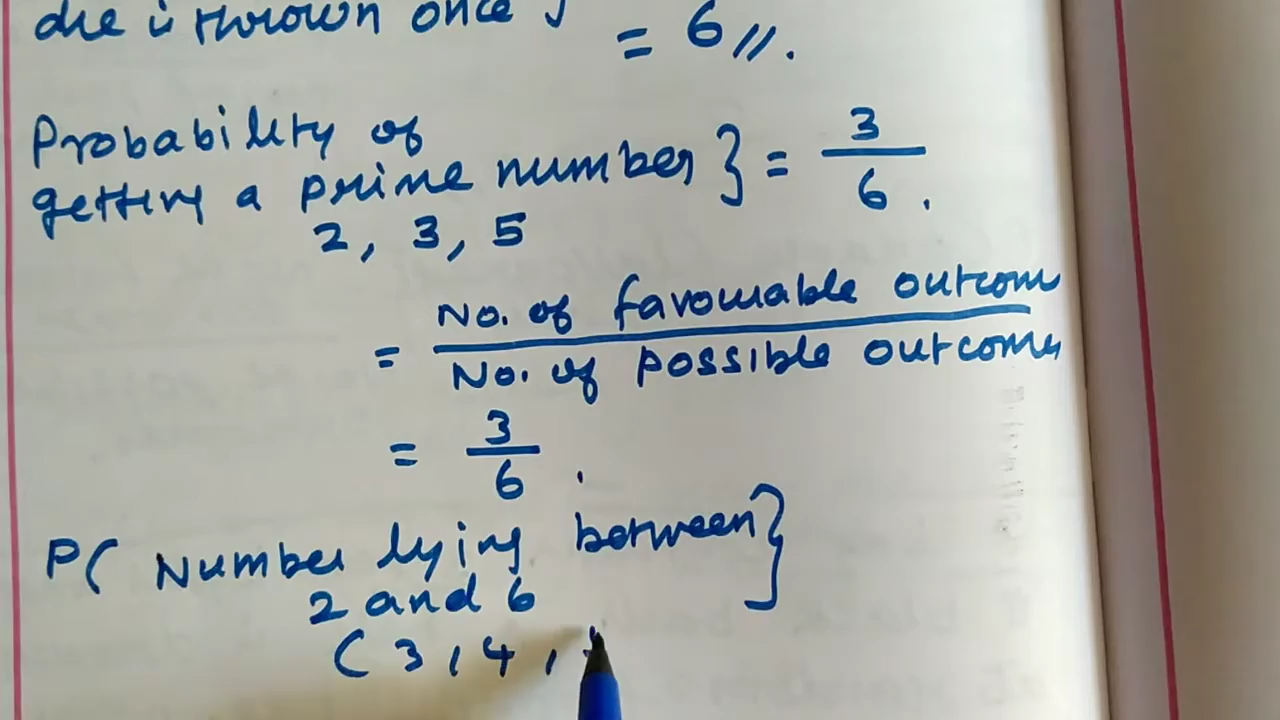 die is thrown once } = 6 //.
Probability of
getting a prime number } = 3/6.
2, 3, 5
= No. of favourable outcom / No. of possible outcomes
= 3/6.
P( Number lying between }
2 and 6
( 3, 4,